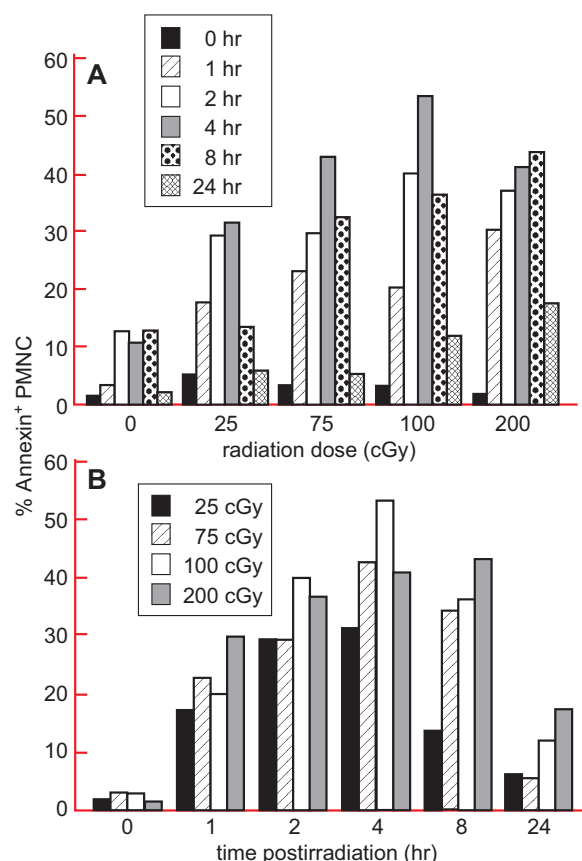 A
0 hr
1 hr
2 hr
4 hr
8 hr
24 hr
60
50
40
30
20
10
0
0 25 75 100 200
radiation dose (cGy)
% Annexin⁺ PMNC
B
25 cGy
75 cGy
100 cGy
200 cGy
60
50
40
30
20
10
0
0 1 2 4 8 24
time postirradiation (hr)